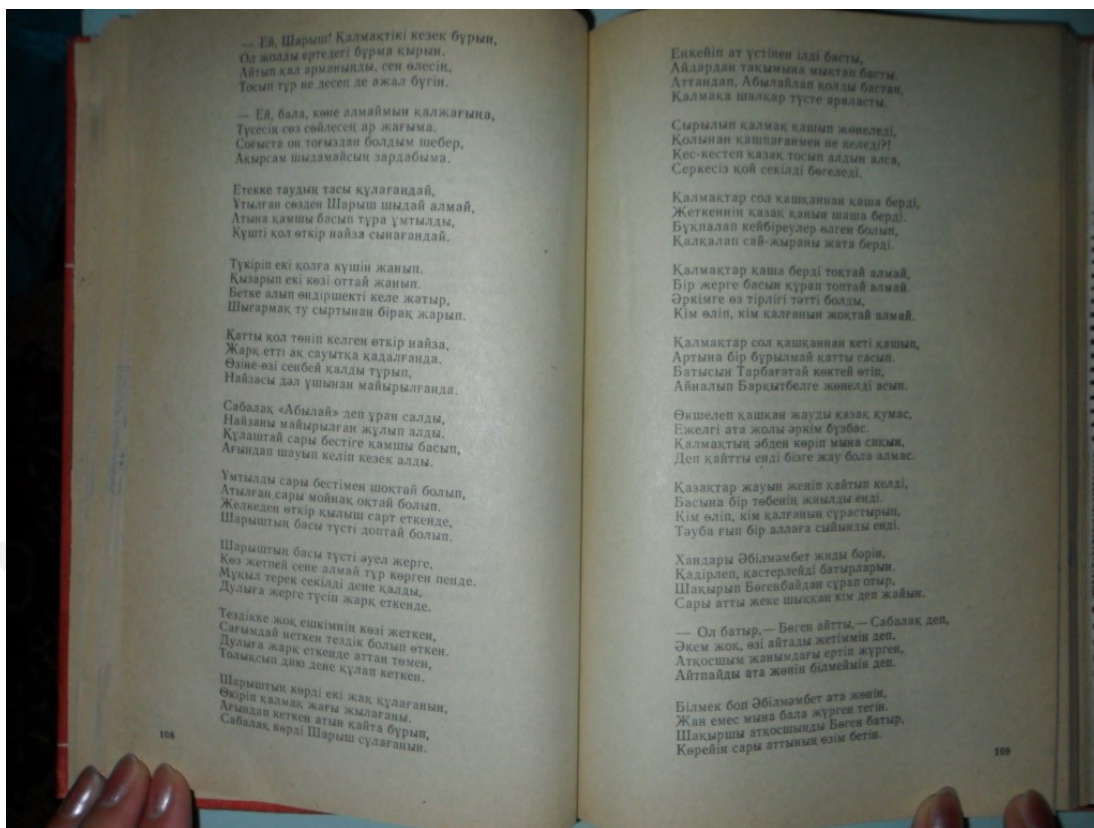 — Ей, Шарыш! Қалмақтікі кезек бұрын,
Ол жолды ертедегі бұрма қырын.
Айтып қал арманыңды, сен өлесің,
Тосып тұр не десең де ажал бүгін.
— Ей, бала, көне алмаймын қалжағыңа,
Түсесің сөз сөйлесең ар жағыма.
Соғыста он тоғыздан болдым шебер,
Ақырсам шыдамайсың зардабыма.
Етекке таудың тасы құлағандай,
Ұтылған сөзден Шарыш шыдай алмай,
Атына қамшы басып тұра ұмтылды,
Күшті қол өткір найза сынағандай.
Түкіріп екі қолға күшін жанып.
Қызарып екі көзі оттай жанып.
Бетке алып өндіршекті келе жатыр,
Шығармақ ту сыртынан бірақ жарып.
Қатты қол төніп келген өткір найза,
Жарқ етті ақ сауытқа қадалғанда.
Өзіне-өзі сенбей қалды тұрып,
Найзасы дәл ұшынан майырылғанда.
Сабалақ «Абылай» деп ұран салды,
Найзаны майырылған жұлып алды.
Құлаштай сары бестіге қамшы басып,
Ағындап шауып келіп кезек алды.
Ұмтылды сары бестімен шоқтай болып,
Атылған сары мойнақ оқтай болып.
Желкеден өткір қылыш сарт еткенде,
Шарыштың басы түсті доптай болып.
Шарыштың басы түсті әуел жерге,
Көз жетпей сене алмай тұр көрген пенде.
Мұқыл терек секілді дене қалды,
Дулыға жерге түсіп жарқ еткенде.
Тездікке жоқ ешкімнің көзі жеткен,
Сағымдай неткен тездік болып өткен.
Дулыға жарқ еткенде аттан төмен,
Толықсып дию дене құлап кеткен.
Шарыштың көрді екі жақ құлағанын,
Өкіріп қалмақ жағы жылағаны.
Ағындап кеткен атын қайта бұрып,
Сабалақ көрді Шарыш сұлағанын.
108
Еңкейіп ат үстінен ілді басты,
Айдардан тақымына мықтап басты.
Аттандап, Абылайлап қолды бастап,
Қалмаққа шалқар түсте араласты.
Сырылып қалмақ қашып жөнеледі,
Қолынан қашпағанмен не келеді?!
Кес-кестеп қазақ тосып алдын алса,
Серкесіз қой секілді бөгеледі.
Қалмақтар сол қашқаннан қаша берді,
Жеткеннің қазақ қанын шаша берді.
Бұқпалап кейбіреулер өлген болып,
Қалқалап сай-жыраны жата берді.
Қалмақтар қаша берді тоқтай алмай,
Бір жерге басын құрап топтай алмай.
Әркімге өз тірлігі тәтті болды,
Кім өліп, кім қалғанын жоқтай алмай.
Қалмақтар сол қашқаннан кеті қашып,
Артына бір бұрылмай қатты сасып.
Батысын Тарбағатай көктей өтіп,
Айналып Барқытбелге жөнелді асып.
Өкшелеп қашқан жауды қазақ қумас,
Ежелгі ата жолы әркім бұзбас.
Қалмақтың әбден көріп мына сиқын,
Деп қайтты енді бізге жау бола алмас.
Қазақтар жауын жеңіп қайтып келді,
Басына бір төбенің жиылды енді.
Кім өліп, кім қалғанын сұрастырып,
Тәуба ғып бір аллаға сыйынды енді.
Хандары Әбілмәмбет жиды бәрін,
Қадірлеп, қастерлейді батырларын.
Шақырып Бөгенбайдан сұрап отыр,
Сары атты жеке шыққан кім деп жайын.
— Ол батыр,— Бөген айтты,— Сабалақ деп,
Әкем жоқ, өзі айтады жетіммін деп.
Атқосшым жанымдағы ертіп жүрген,
Айтпайды ата жөнін білмеймін деп.
Білмек боп Әбілмәмбет ата жөнін,
Жан емес мына бала жүрген тегін.
Шақыршы атқосшыңды Бөген батыр,
Көрейін сары аттының өзім бетін.
109